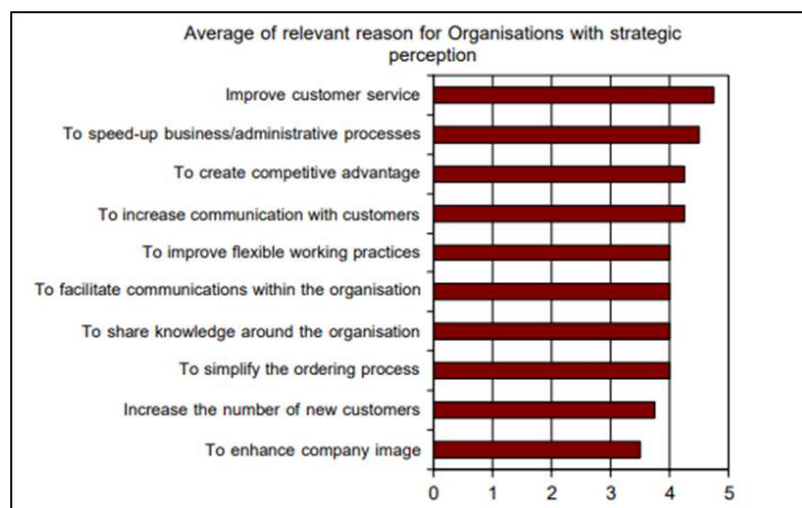 Average of relevant reason for Organisations with strategic
perception
Improve customer service
To speed-up business/administrative processes
To create competitive advantage
To increase communication with customers
To improve flexible working practices
To facilitate communications within the organisation
To share knowledge around the organisation
To simplify the ordering process
Increase the number of new customers
To enhance company image
0 1 2 3 4 5